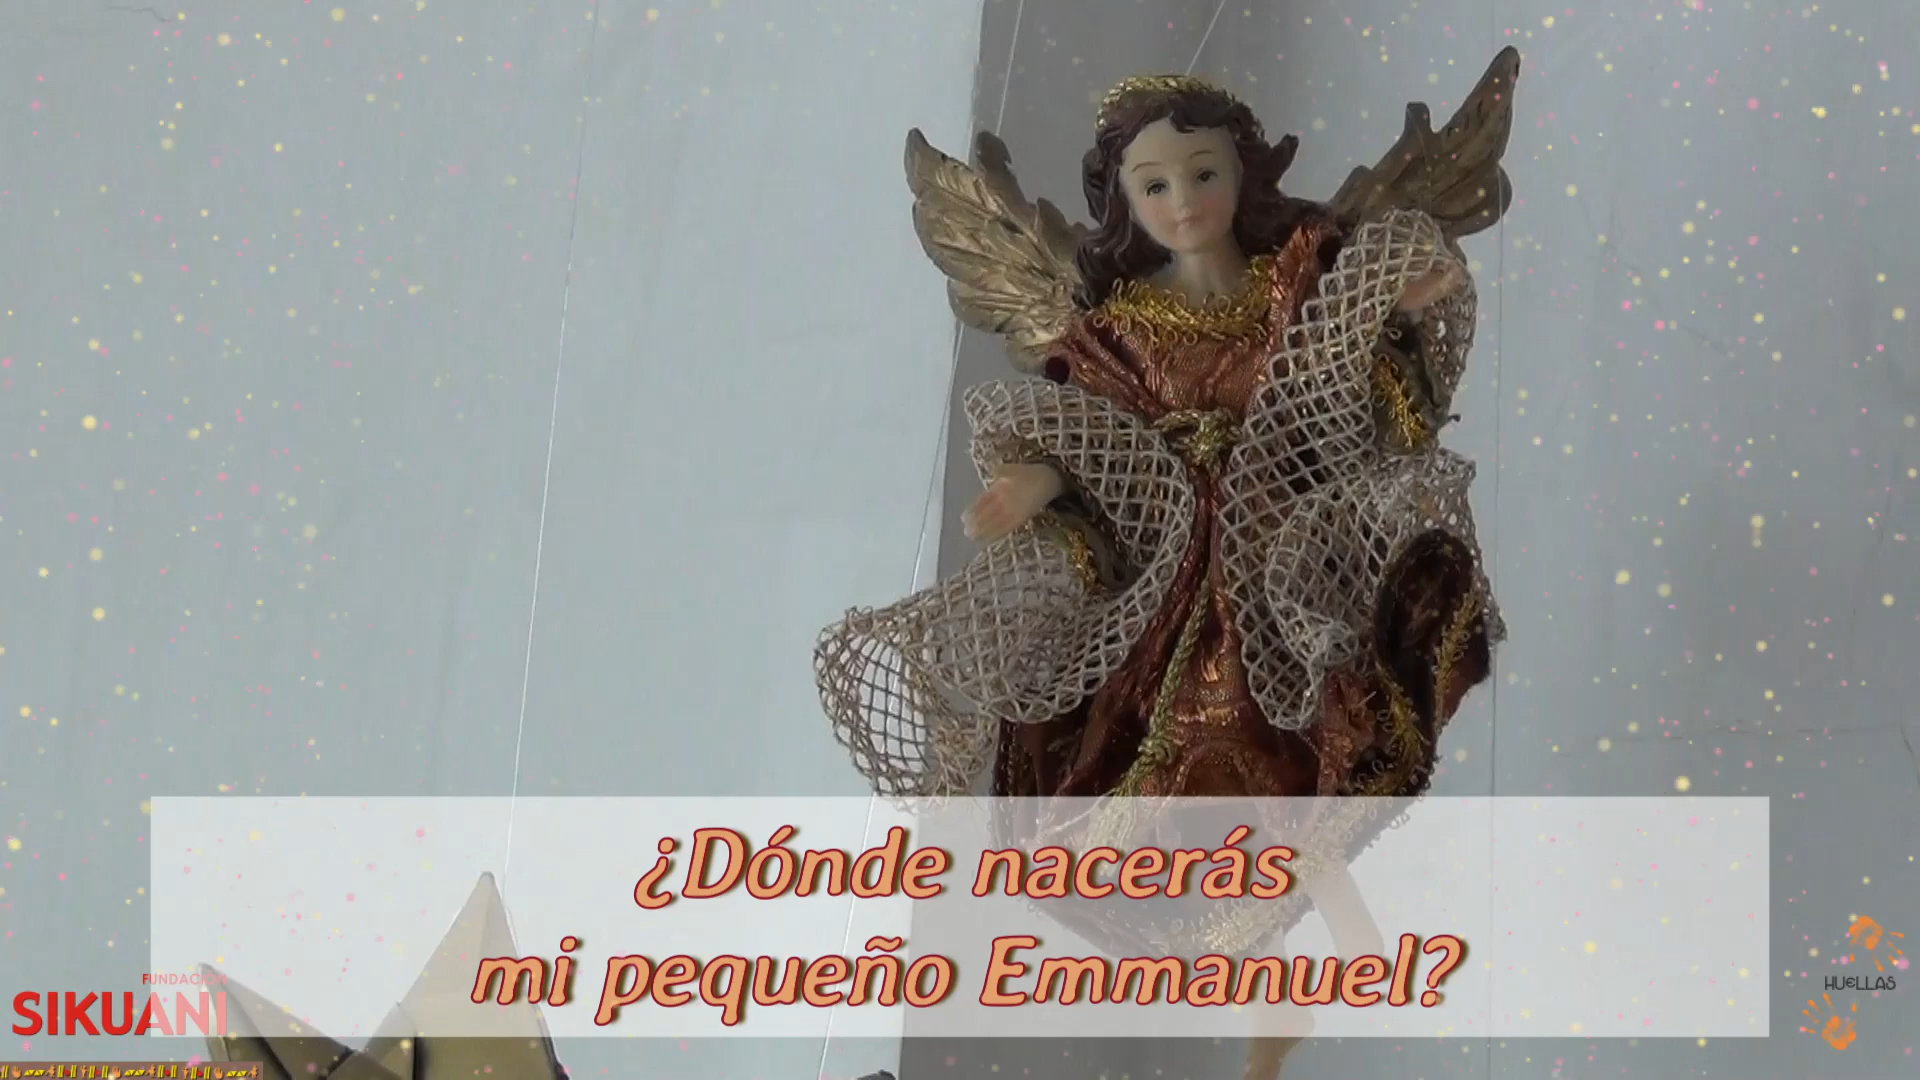 ¿Dónde nacerás
mi pequeño Emmanuel?
FUNDACIÓN
SIKUANI
HUELLAS